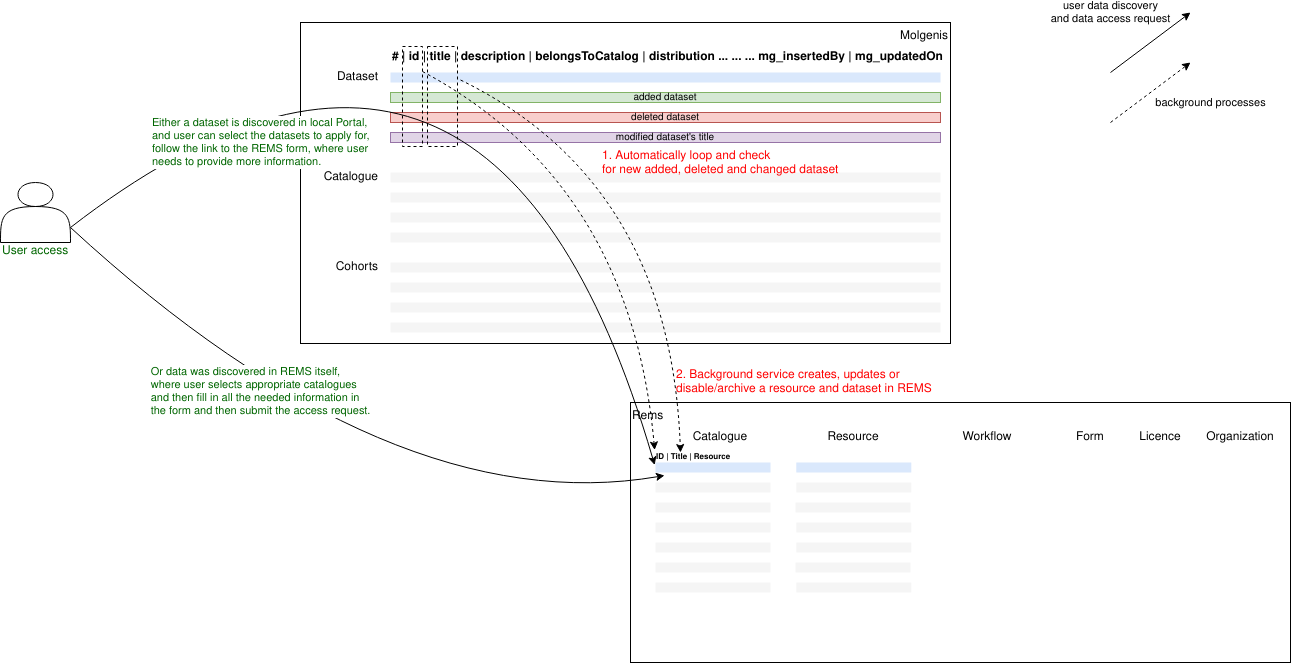 user data discovery
and data access request
background processes
Molgenis
# | id | title | description | belongsToCatalog | distribution ... ... ... mg_insertedBy | mg_updatedOn
Dataset
added dataset
deleted dataset
modified dataset's title
1. Automatically loop and check
for new added, deleted and changed dataset
Catalogue
Cohorts
Either a dataset is discovered in local Portal,
and user can select the datasets to apply for,
follow the link to the REMS form, where user
needs to provide more information.
User access
Or data was discovered in REMS itself,
where user selects appropriate catalogues
and then fill in all the needed information in
the form and then submit the access request.
2. Background service creates, updates or
disable/archive a resource and dataset in REMS
Rems
Catalogue
Resource
Workflow
Form
Licence
Organization
ID | Title | Resource